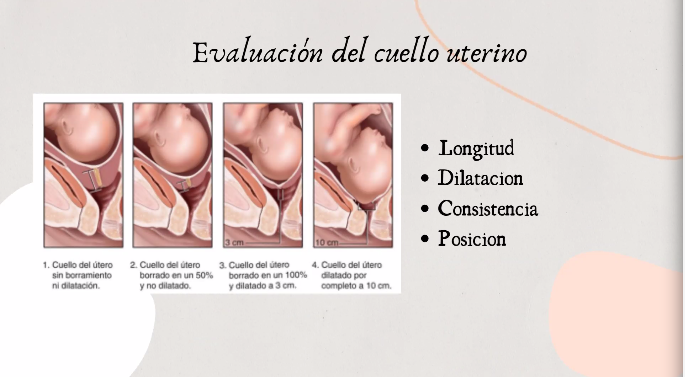 Evaluación del cuello uterino
3 cm
10 cm
1. Cuello del útero
sin borramiento
ni dilatación.
2. Cuello del útero
borrado en un 50%
y no dilatado.
3. Cuello del útero
borrado en un 100%
y dilatado a 3 cm.
4. Cuello del útero
dilatado por
completo a 10 cm.
• Longitud
• Dilatacion
• Consistencia
• Posicion